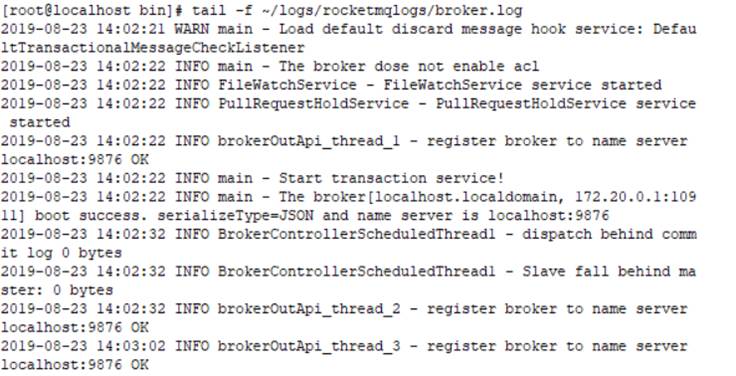 [root@localhost bin]# tail -f ~/logs/rocketmqlogs/broker.log
2019-08-23 14:02:21 WARN main - Load default discard message hook service: Defau
ltTransactionalMessageCheckListener
2019-08-23 14:02:22 INFO main - The broker dose not enable acl
2019-08-23 14:02:22 INFO FileWatchService - FileWatchService service started
2019-08-23 14:02:22 INFO PullRequestHoldService - PullRequestHoldService service
 started
2019-08-23 14:02:22 INFO brokerOutApi_thread_1 - register broker to name server
localhost:9876 OK
2019-08-23 14:02:22 INFO main - Start transaction service!
2019-08-23 14:02:22 INFO main - The broker[localhost.localdomain, 172.20.0.1:109
11] boot success. serializeType=JSON and name server is localhost:9876
2019-08-23 14:02:32 INFO BrokerControllerScheduledThread1 - dispatch behind comm
it log 0 bytes
2019-08-23 14:02:32 INFO BrokerControllerScheduledThread1 - Slave fall behind ma
ster: 0 bytes
2019-08-23 14:02:32 INFO brokerOutApi_thread_2 - register broker to name server
localhost:9876 OK
2019-08-23 14:03:02 INFO brokerOutApi_thread_3 - register broker to name server
localhost:9876 OK